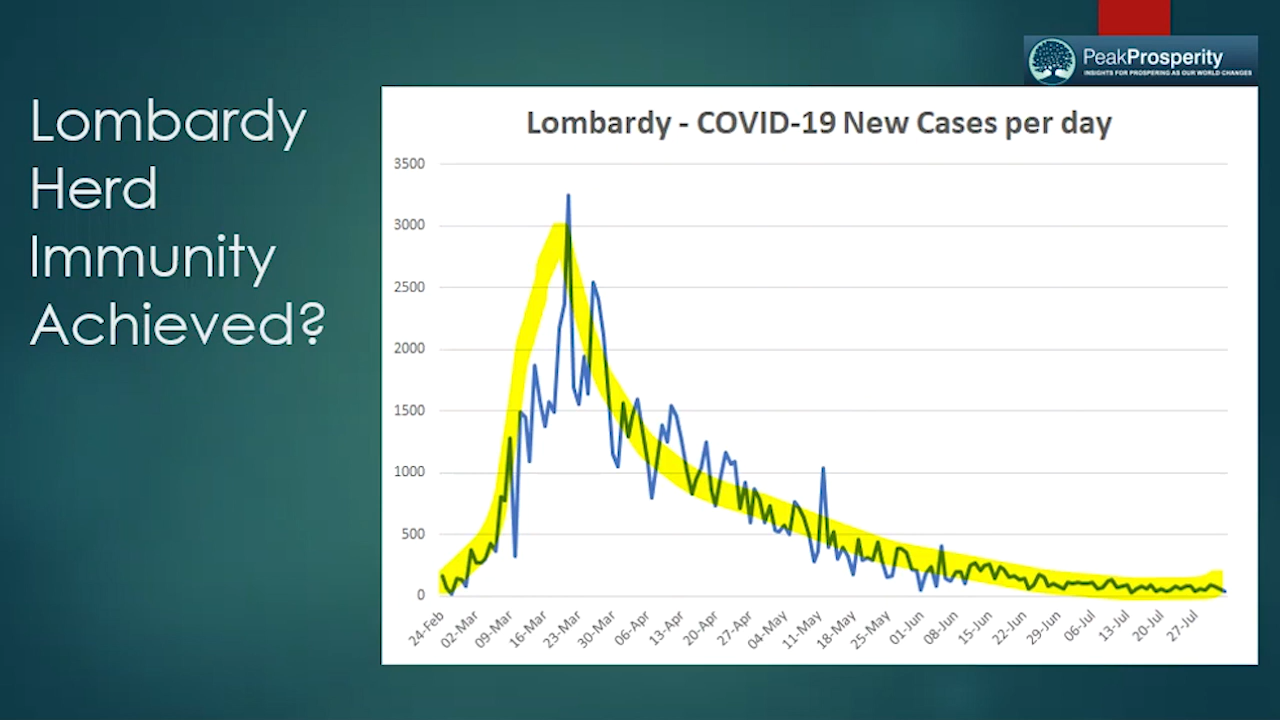 PeakProsperity
INSIGHTS FOR PROSPERING AS OUR WORLD CHANGES
Lombardy
Herd
Immunity
Achieved?
Lombardy - COVID-19 New Cases per day
3500
3000
2500
2000
1500
1000
500
0
24-Feb
02-Mar
09-Mar
16-Mar
23-Mar
30-Mar
06-Apr
13-Apr
20-Apr
27-Apr
04-May
11-May
18-May
25-May
01-Jun
08-Jun
15-Jun
22-Jun
29-Jun
06-Jul
13-Jul
20-Jul
27-Jul